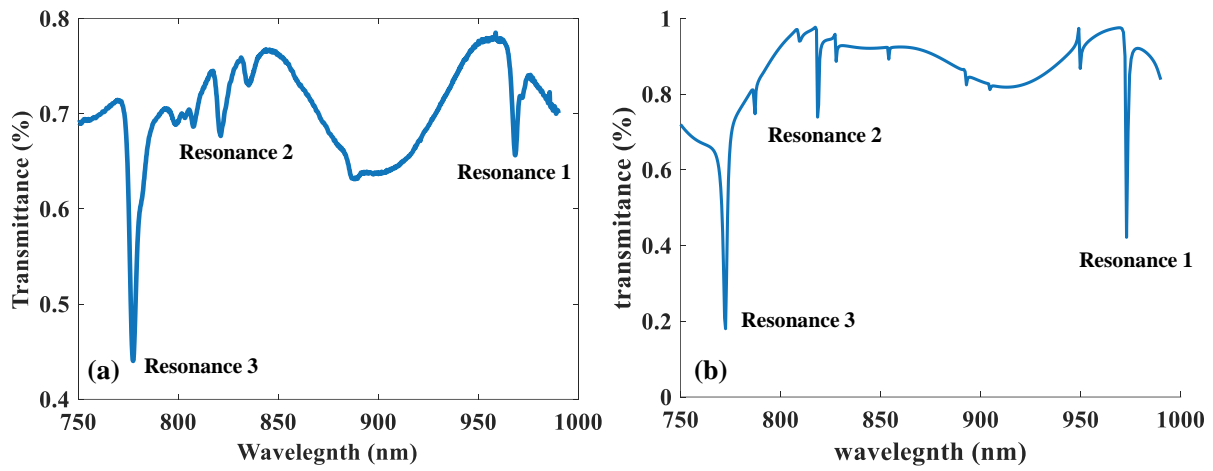 0.8
0.7
0.6
0.5
0.4
750
800
850
900
950
1000
Transmittance (%)
Wavelegnth (nm)
Resonance 2
Resonance 1
Resonance 3
(a)
1
0.8
0.6
0.4
0.2
0
750
800
850
900
950
1000
transmitance (%)
wavelegnth (nm)
Resonance 2
Resonance 1
Resonance 3
(b)